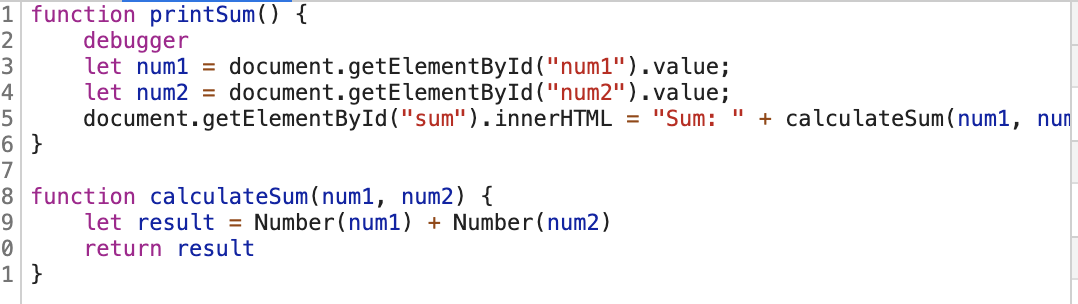 1 function printSum() {
2 debugger
3 let num1 = document.getElementById("num1").value;
4 let num2 = document.getElementById("num2").value;
5 document.getElementById("sum").innerHTML = "Sum: " + calculateSum(num1, num
6 }
7
8 function calculateSum(num1, num2) {
9 let result = Number(num1) + Number(num2)
0 return result
1 }